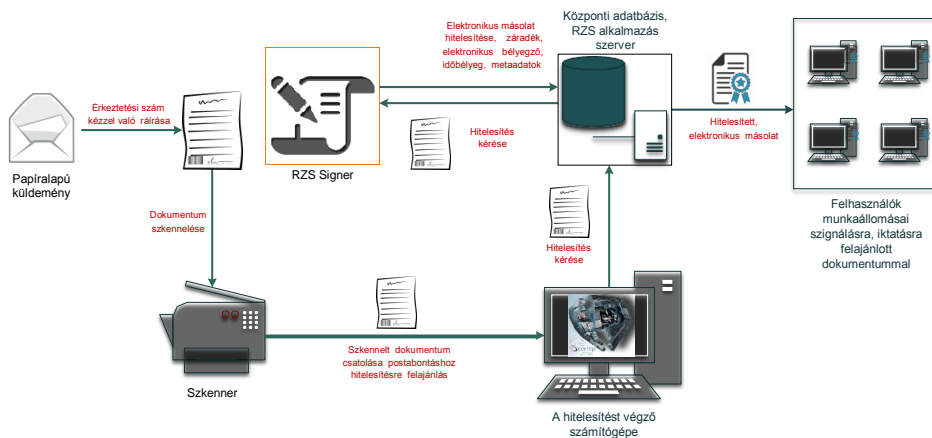 Elektronikus másolat
hitelesítése, záradék,
elektronikus bélyegző,
időbélyeg, metaadatok
Központi adatbázis,
RZS alkalmazás
szerver
Érkeztetési szám
kézzel való ráírása
Hitelesítés
kérése
Hitelesített,
elektronikus másolat
Papíralapú
küldemény
RZS Signer
Felhasználók
munkaállomásai
szignálásra, iktatásra
felajánlott
dokumentummal
Dokumentum
szkennelése
Hitelesítés
kérése
Szkennelt dokumentum
csatolása postabontáshoz
hitelesítésre felajánlás
Szkenner
A hitelesítést végző
számítógépe